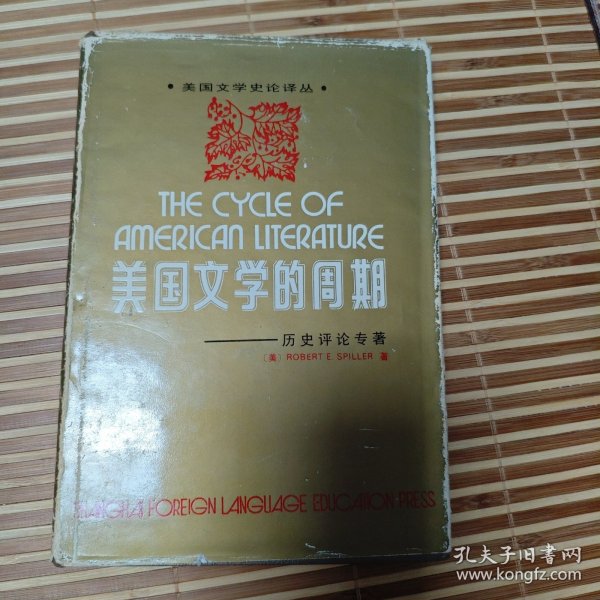 • 美国文学史论译丛 •
THE CYCLE OF
AMERICAN LITERATURE
美国文学的周期
——历史评论专著
〔美〕ROBERT E. SPILLER 著
SHANGHAI FOREIGN LANGUAGE EDUCATION PRESS
孔夫子旧書网
www.kongfz.com